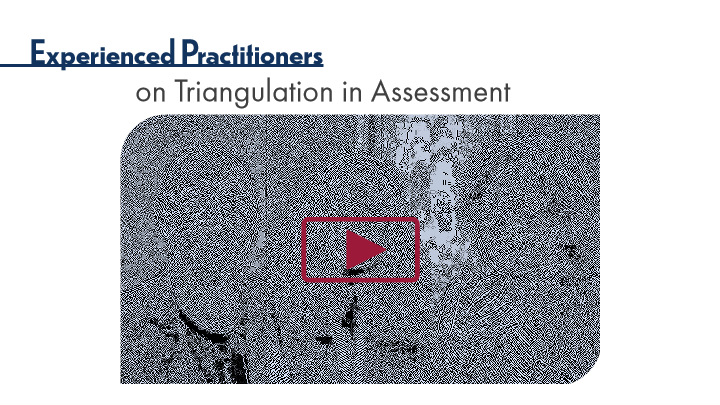 Experienced Practitioners
on Triangulation in Assessment